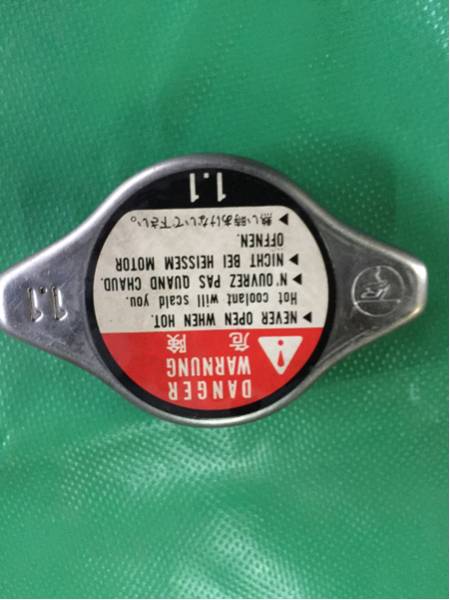 DANGER
WARNUNG
危険
▶ NEVER OPEN WHEN HOT.
Hot coolant will scald you.
▶ N'OUVREZ PAS QUAND CHAUD.
▶ NICHT BEI HEISSEM MOTOR
ÖFFNEN.
▶ 熱い時あけないで下さい。
1.1
1.1